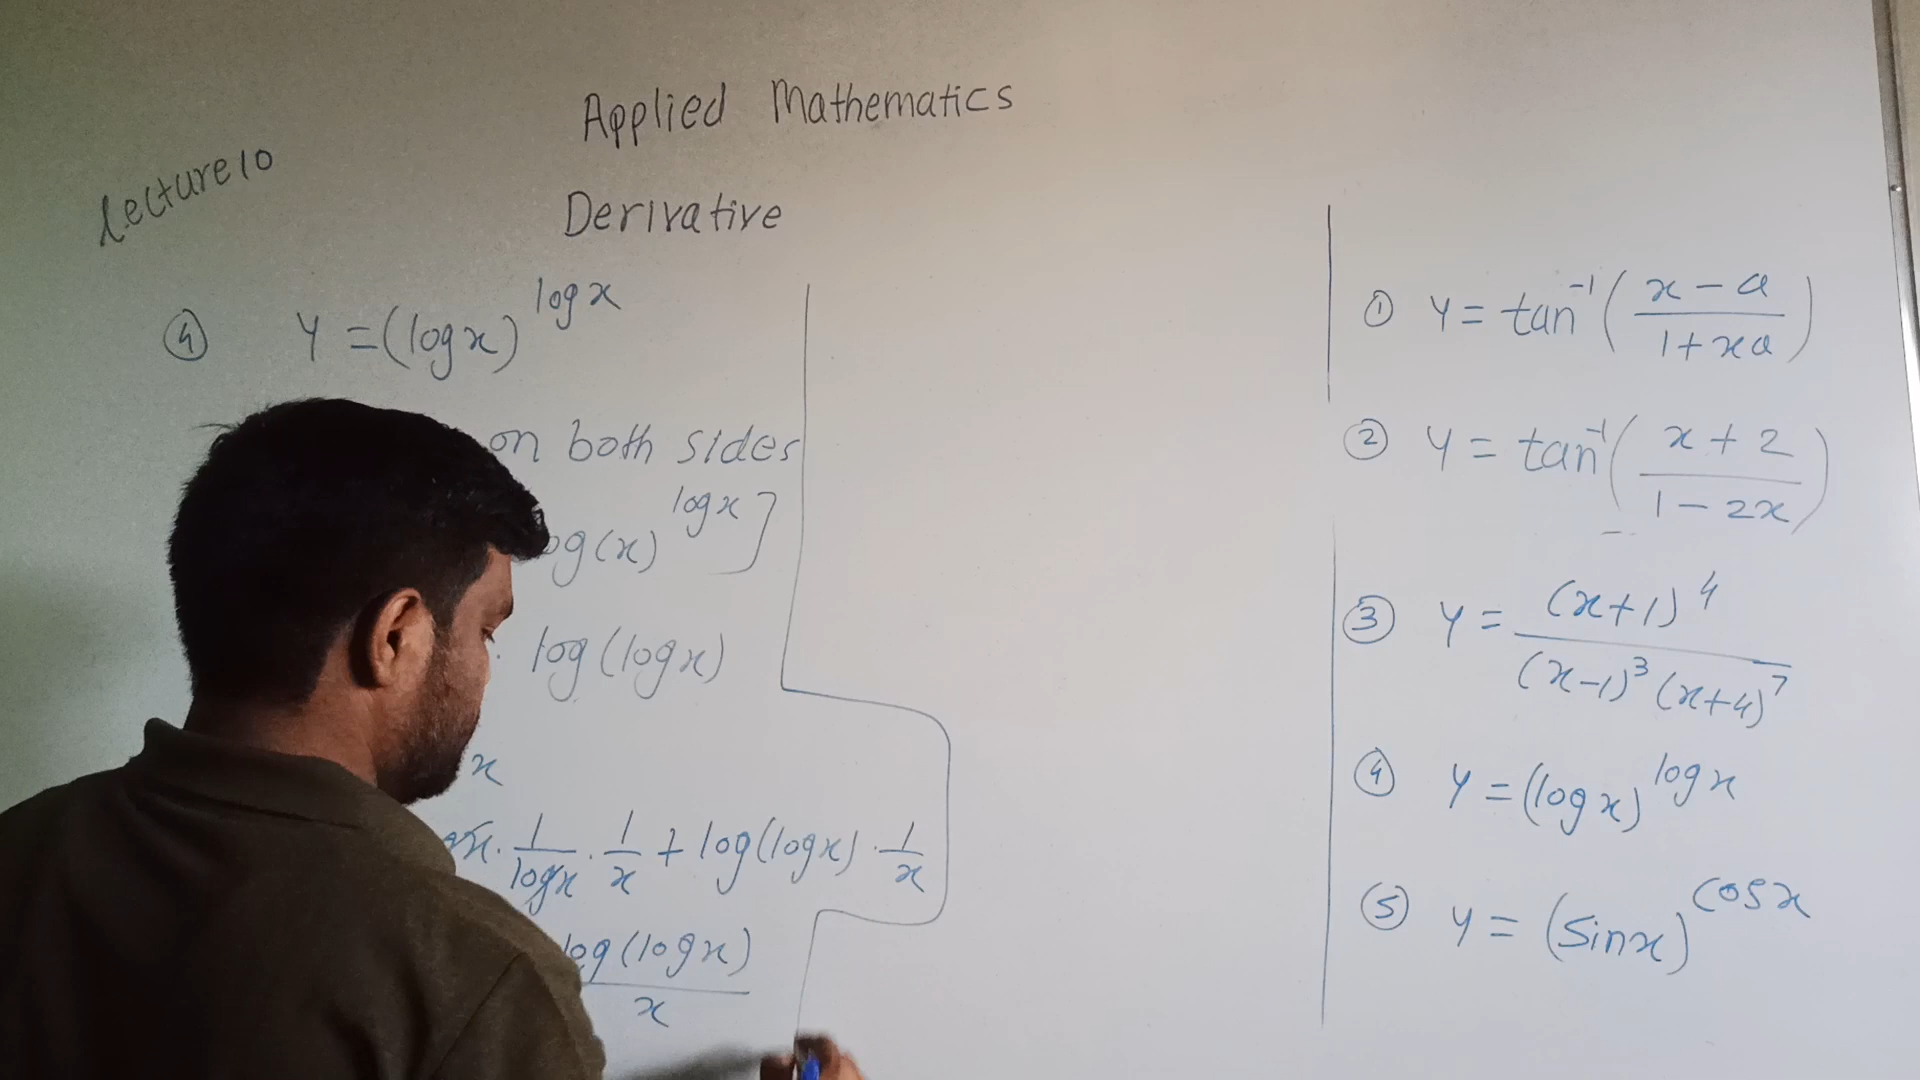 Applied Mathematics
Lecture 10
Derivative
④ y = (log x)^log x
on both sides
og(x)^log x]
. log (log x)
x
gx. 1/log x . 1/x + log(log x) . 1/x
log (log x)/x
① y = tan^-1 ( x - a / 1 + xa )
② y = tan^-1 ( x + 2 / 1 - 2x )
③ y = (x+1)^4 / (x-1)^3 (x+4)^7
④ y = (log x)^log x
⑤ y = (sin x)^cos x